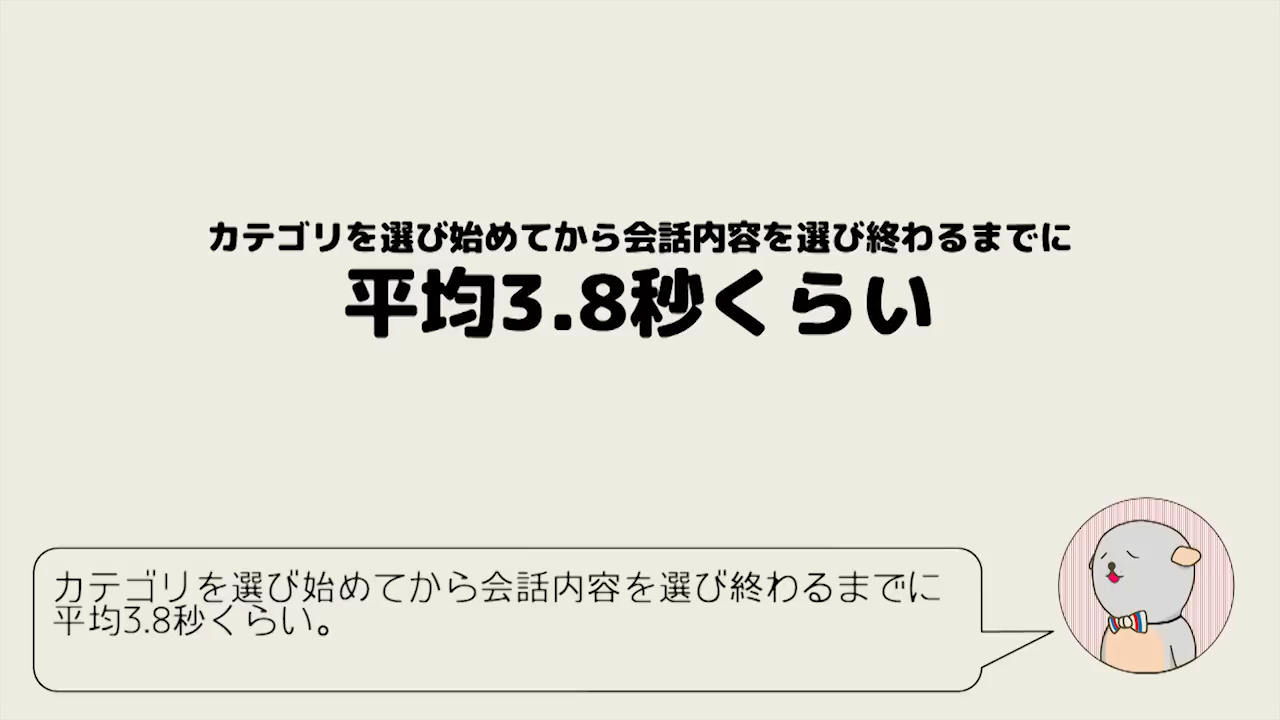 カテゴリを選び始めてから会話内容を選び終わるまでに
平均3.8秒くらい
カテゴリを選び始めてから会話内容を選び終わるまでに
平均3.8秒くらい。